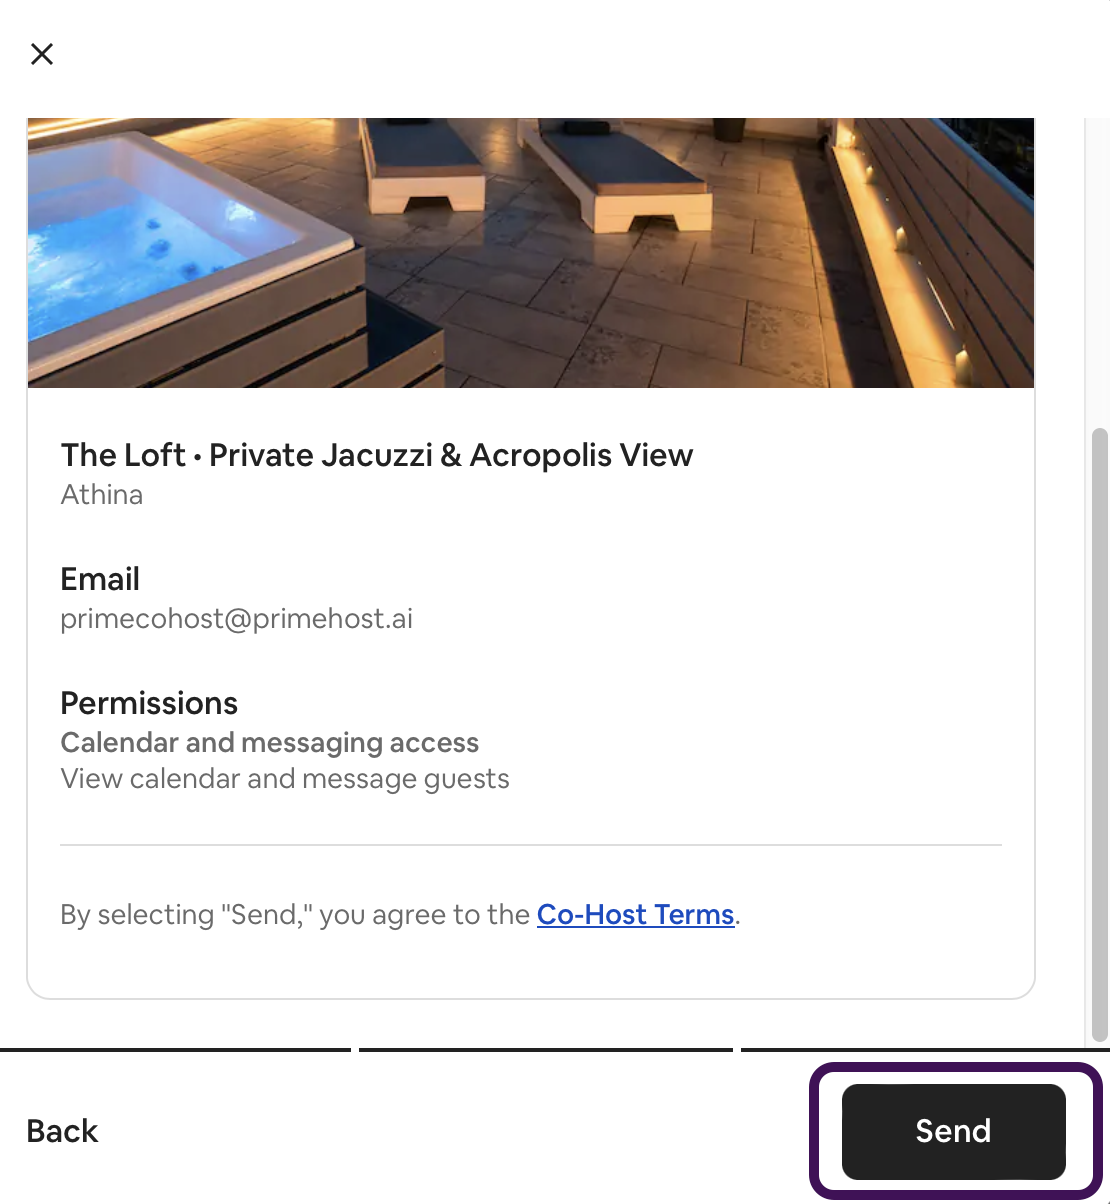 The Loft • Private Jacuzzi & Acropolis View
Athina
Email
primecohost@primehost.ai
Permissions
Calendar and messaging access
View calendar and message guests
By selecting "Send," you agree to the Co-Host Terms.
Back
Send